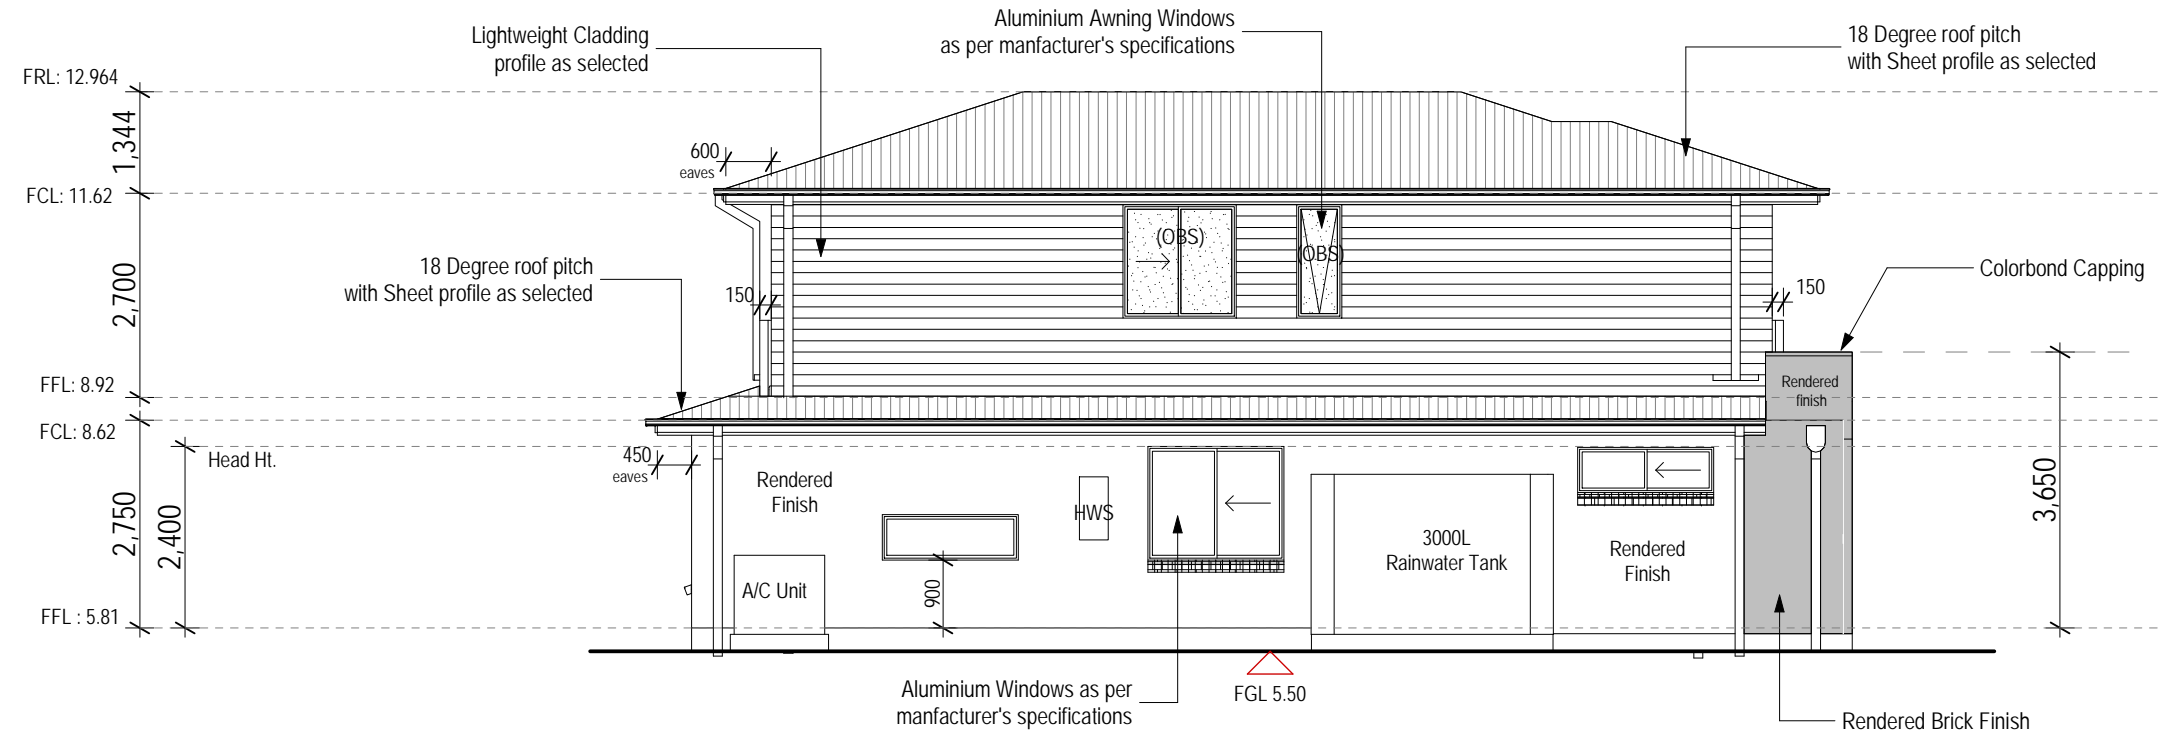 Aluminium Awning Windows
as per manfacturer's specifications
Lightweight Cladding
profile as selected
18 Degree roof pitch
with Sheet profile as selected
FRL: 12.964
1,344
600
eaves
FCL: 11.62
(OBS)
(OBS)
18 Degree roof pitch
with Sheet profile as selected
Colorbond Capping
2,700
150
150
FFL: 8.92
Rendered
finish
FCL: 8.62
Head Ht.
450
eaves
Rendered
Finish
HWS
3000L
Rainwater Tank
Rendered
Finish
3,650
2,750
2,400
A/C Unit
900
FFL : 5.81
Aluminium Windows as per
manfacturer's specifications
FGL 5.50
Rendered Brick Finish